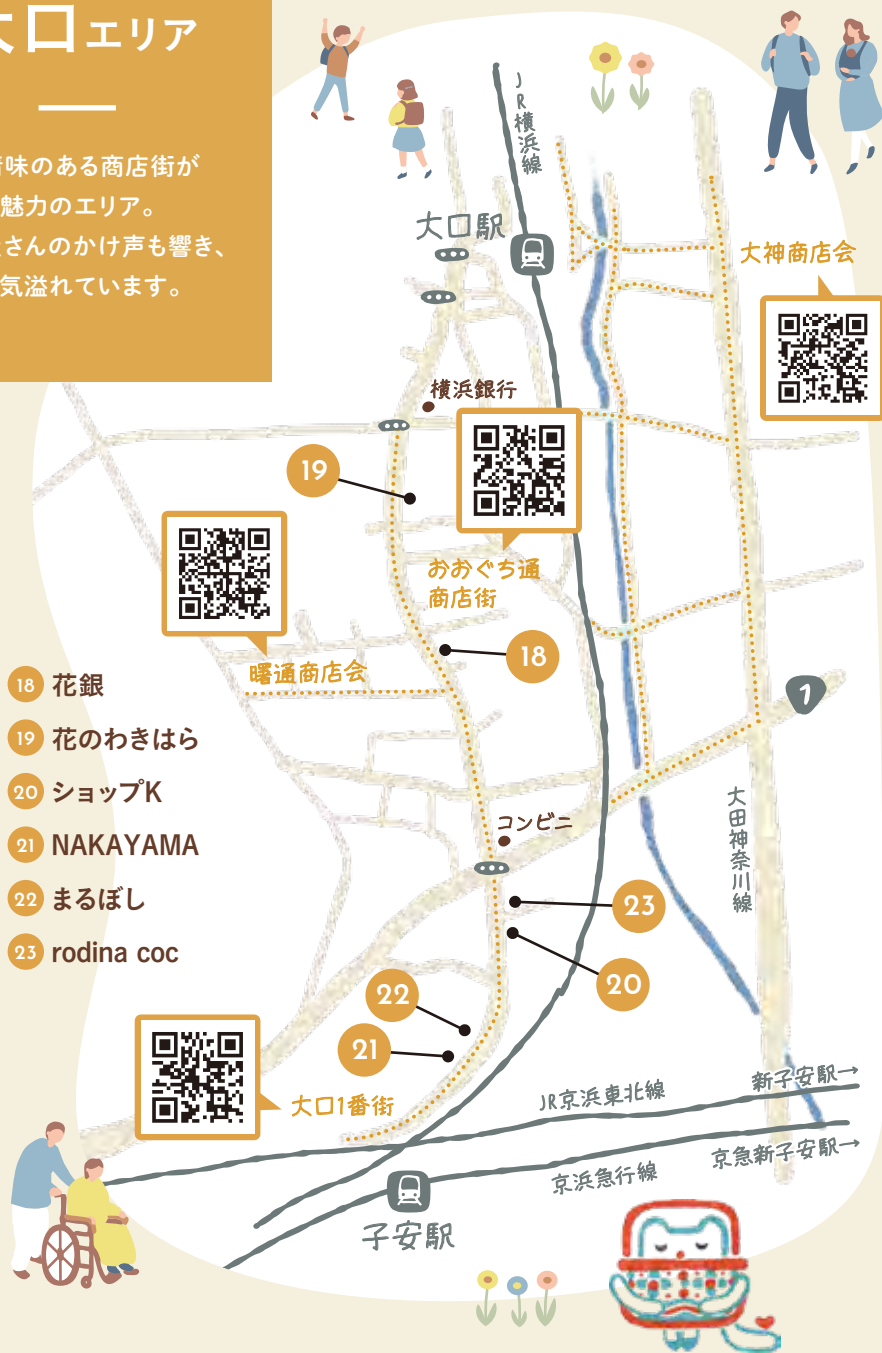 大口エリア
情味のある商店街が
魅力のエリア。
さんのかけ声も響き、
気溢れています。
JR横浜線
大口駅
大神商店会
横浜銀行
19
おおぐち通
商店街
18
曙通商店会
1
18 花銀
19 花のわきはら
20 ショップK
21 NAKAYAMA
22 まるぼし
23 rodina coc
コンビニ
大田神奈川線
23
20
22
21
大口1番街
JR京浜東北線
新子安駅→
京浜急行線
京急新子安駅→
子安駅